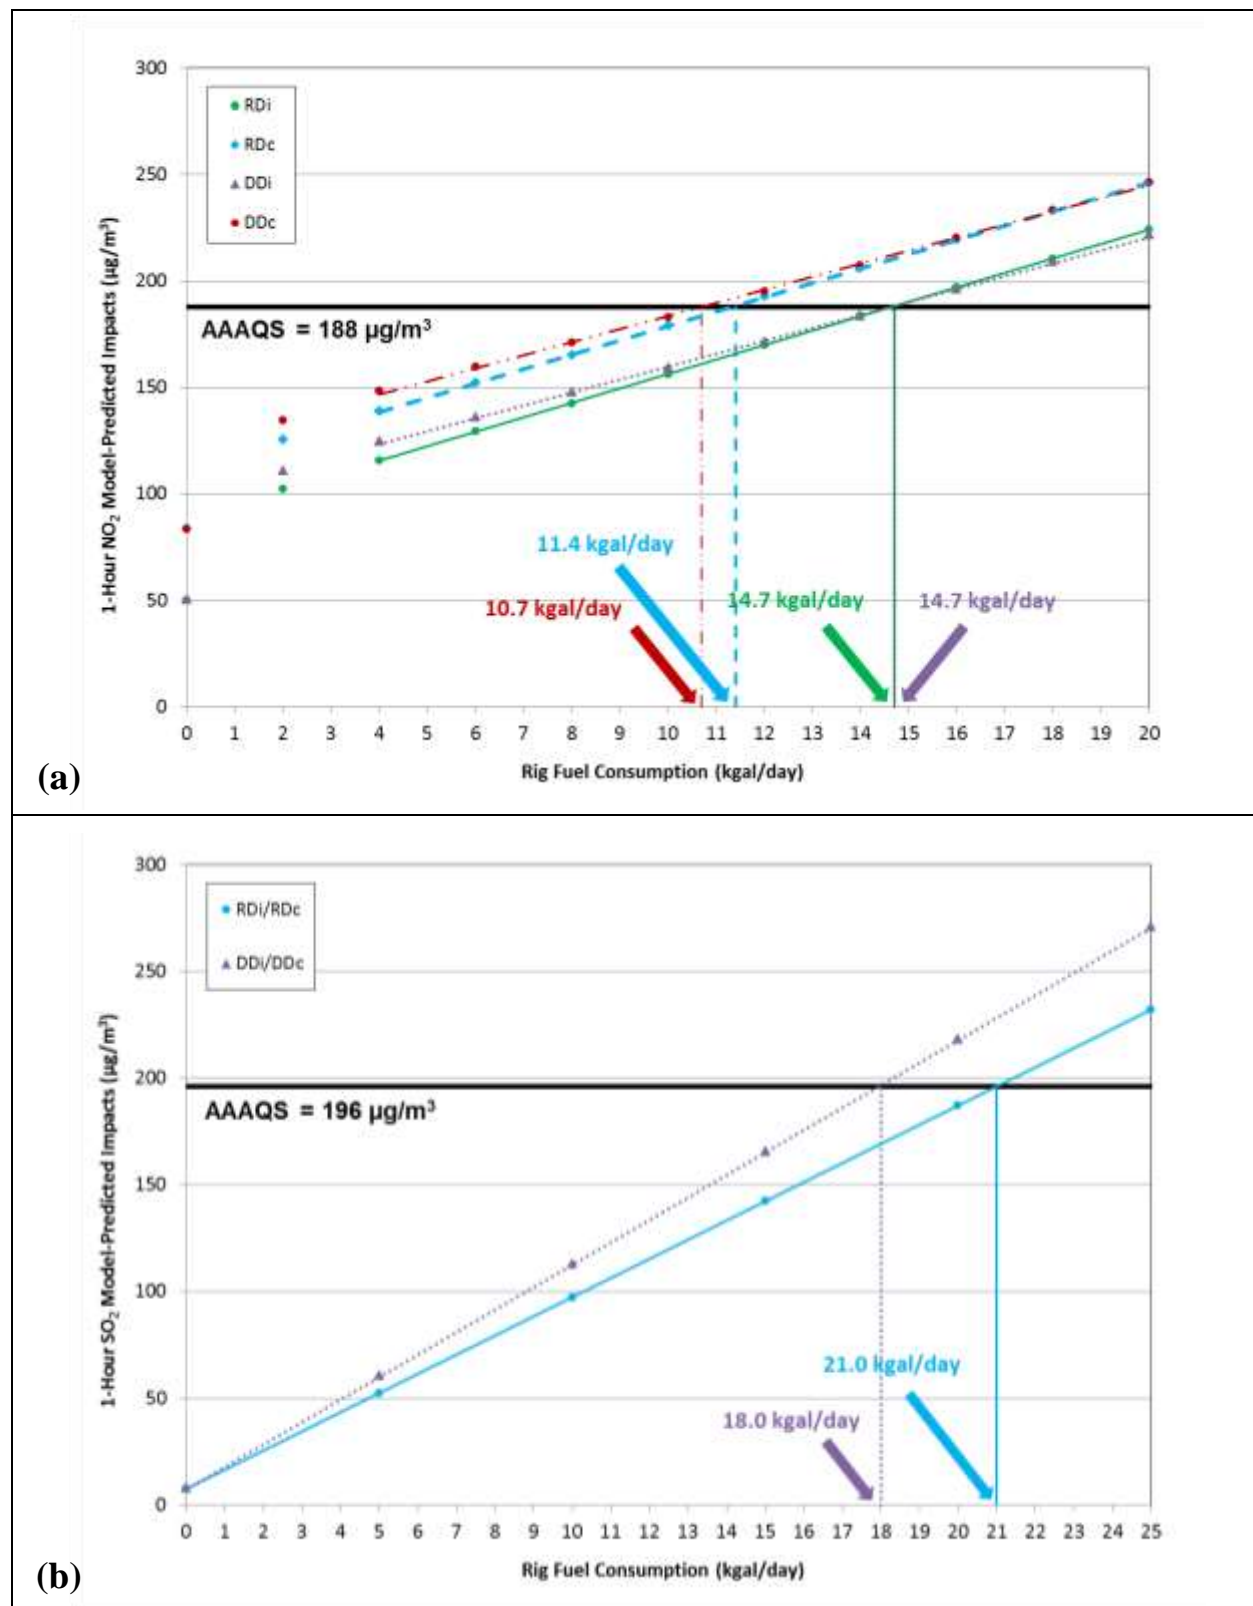 300
250
200
150
100
50
0
1-Hour NO₂ Model-Predicted Impacts (µg/m³)
RDi
RDc
DDi
DDc
AAAQS = 188 µg/m³
11.4 kgal/day
10.7 kgal/day
14.7 kgal/day
14.7 kgal/day
0 1 2 3 4 5 6 7 8 9 10 11 12 13 14 15 16 17 18 19 20
Rig Fuel Consumption (kgal/day)
(a)
300
250
200
150
100
50
0
1-Hour SO₂ Model-Predicted Impacts (µg/m³)
RDi/RDc
DDi/DDc
AAAQS = 196 µg/m³
21.0 kgal/day
18.0 kgal/day
0 1 2 3 4 5 6 7 8 9 10 11 12 13 14 15 16 17 18 19 20 21 22 23 24 25
Rig Fuel Consumption (kgal/day)
(b)